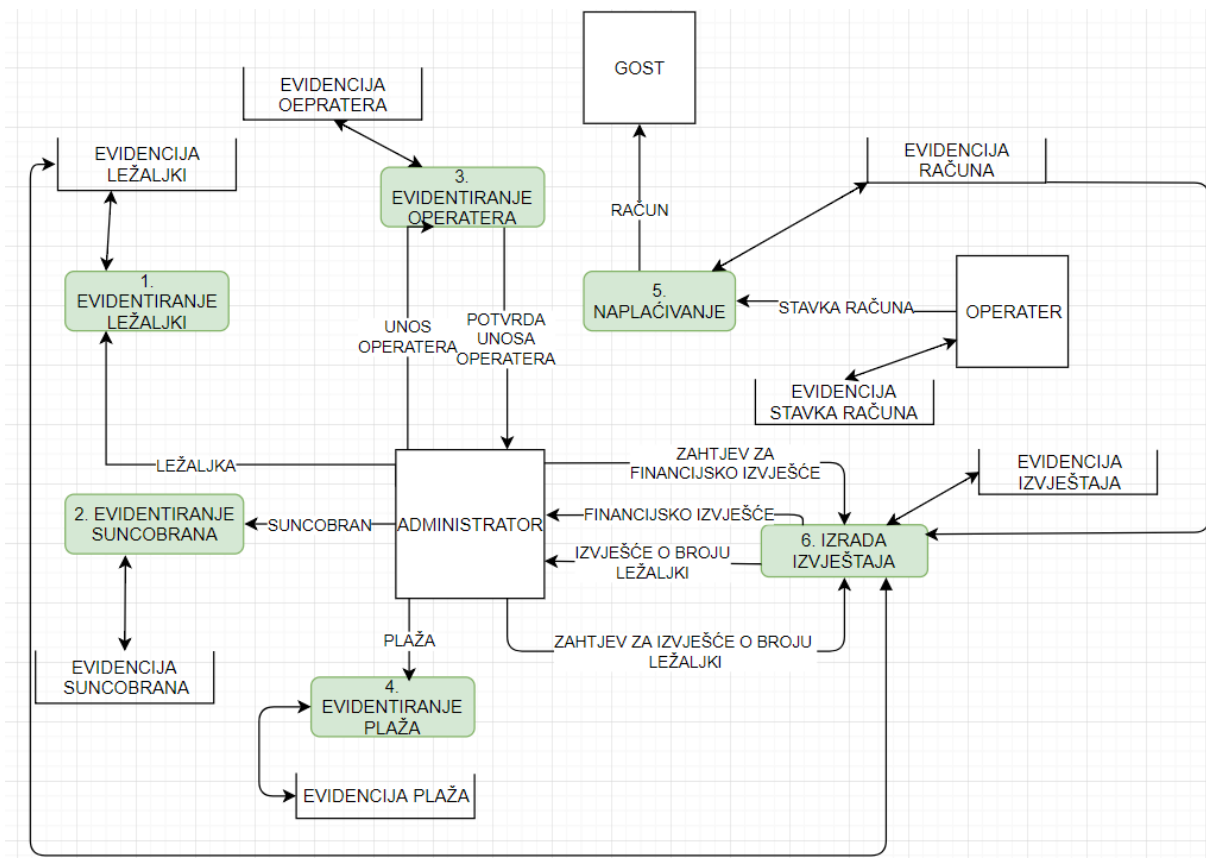 GOST
EVIDENCIJA
OEPRATERA
EVIDENCIJA
LEŽALJKI
EVIDENCIJA
RAČUNA
3.
EVIDENTIRANJE
OPERATERA
RAČUN
1.
EVIDENTIRANJE
LEŽALJKI
5.
NAPLAĆIVANJE
STAVKA RAČUNA
OPERATER
UNOS
OPERATERA
POTVRDA
UNOSA
OPERATERA
EVIDENCIJA
STAVKA RAČUNA
LEŽALJKA
ZAHTJEV ZA
FINANCIJSKO IZVJEŠĆE
EVIDENCIJA
IZVJEŠTAJA
2. EVIDENTIRANJE
SUNCOBRANA
SUNCOBRAN
ADMINISTRATOR
FINANCIJSKO IZVJEŠĆE
6. IZRADA
IZVJEŠTAJA
IZVJEŠĆE O BROJU
LEŽALJKI
PLAŽA
ZAHTJEV ZA IZVJEŠĆE O BROJU
LEŽALJKI
EVIDENCIJA
SUNCOBRANA
4.
EVIDENTIRANJE
PLAŽA
EVIDENCIJA PLAŽA